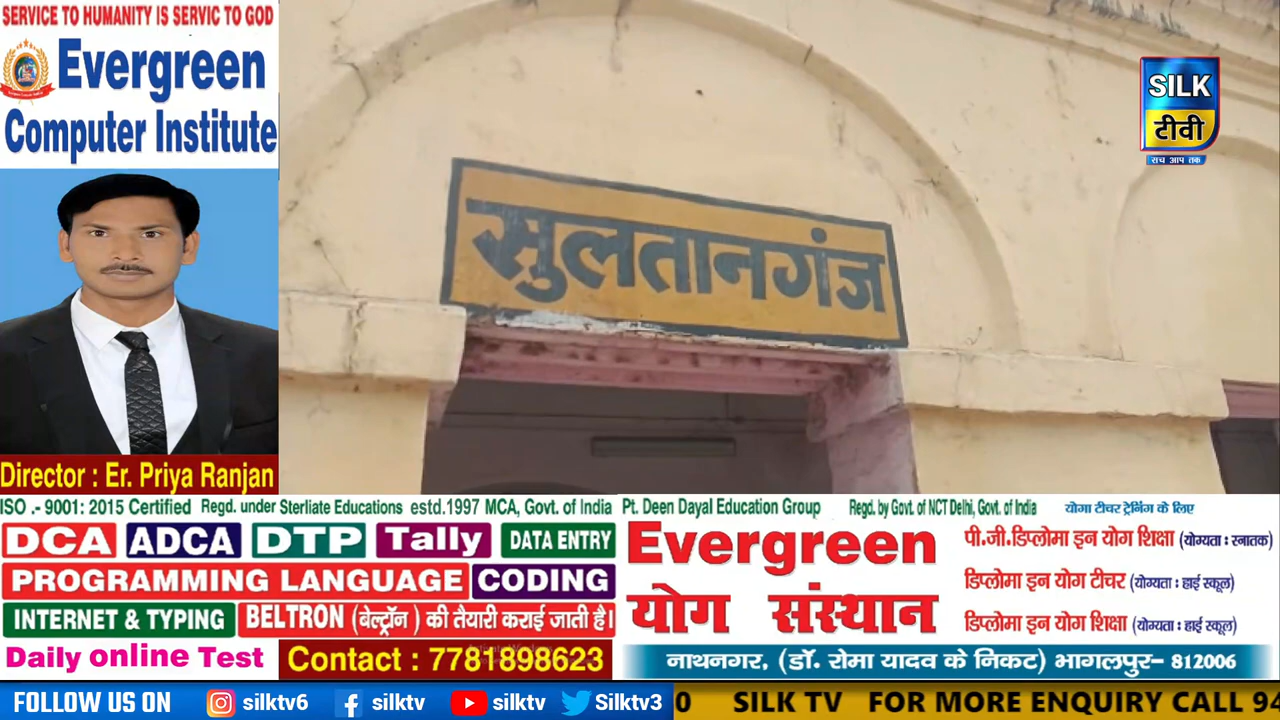 SERVICE TO HUMANITY IS SERVIC TO GOD
Evergreen
Computer Institute
Director : Er. Priya Ranjan
सुलतानगंज
SILK
टीवी
सच आप तक
ISO .- 9001: 2015 Certified Regd. under Sterliate Educations estd.1997 MCA, Govt. of India Pt. Deen Dayal Education Group Regd. by Govt. of NCT Delhi, Govt. of India योगा टीचर ट्रेनिंग के लिए
DCA ADCA DTP Tally DATA ENTRY
PROGRAMMING LANGUAGE CODING
INTERNET & TYPING BELTRON (बेल्ट्रॉन) की तैयारी कराई जाती है।
Daily online Test Contact : 7781898623
Evergreen
योग संस्थान
पी.जी.डिप्लोमा इन योग शिक्षा (योग्यता : स्नातक)
डिप्लोमा इन योग टीचर (योग्यता : हाई स्कूल)
डिप्लोमा इन योग शिक्षा (योग्यता : हाई स्कूल)
नाथनगर, (डॉ. रोमा यादव के निकट) भागलपुर– 812006
FOLLOW US ON silktv6 silktv silktv Silktv3 0 SILK TV FOR MORE ENQUIRY CALL 94